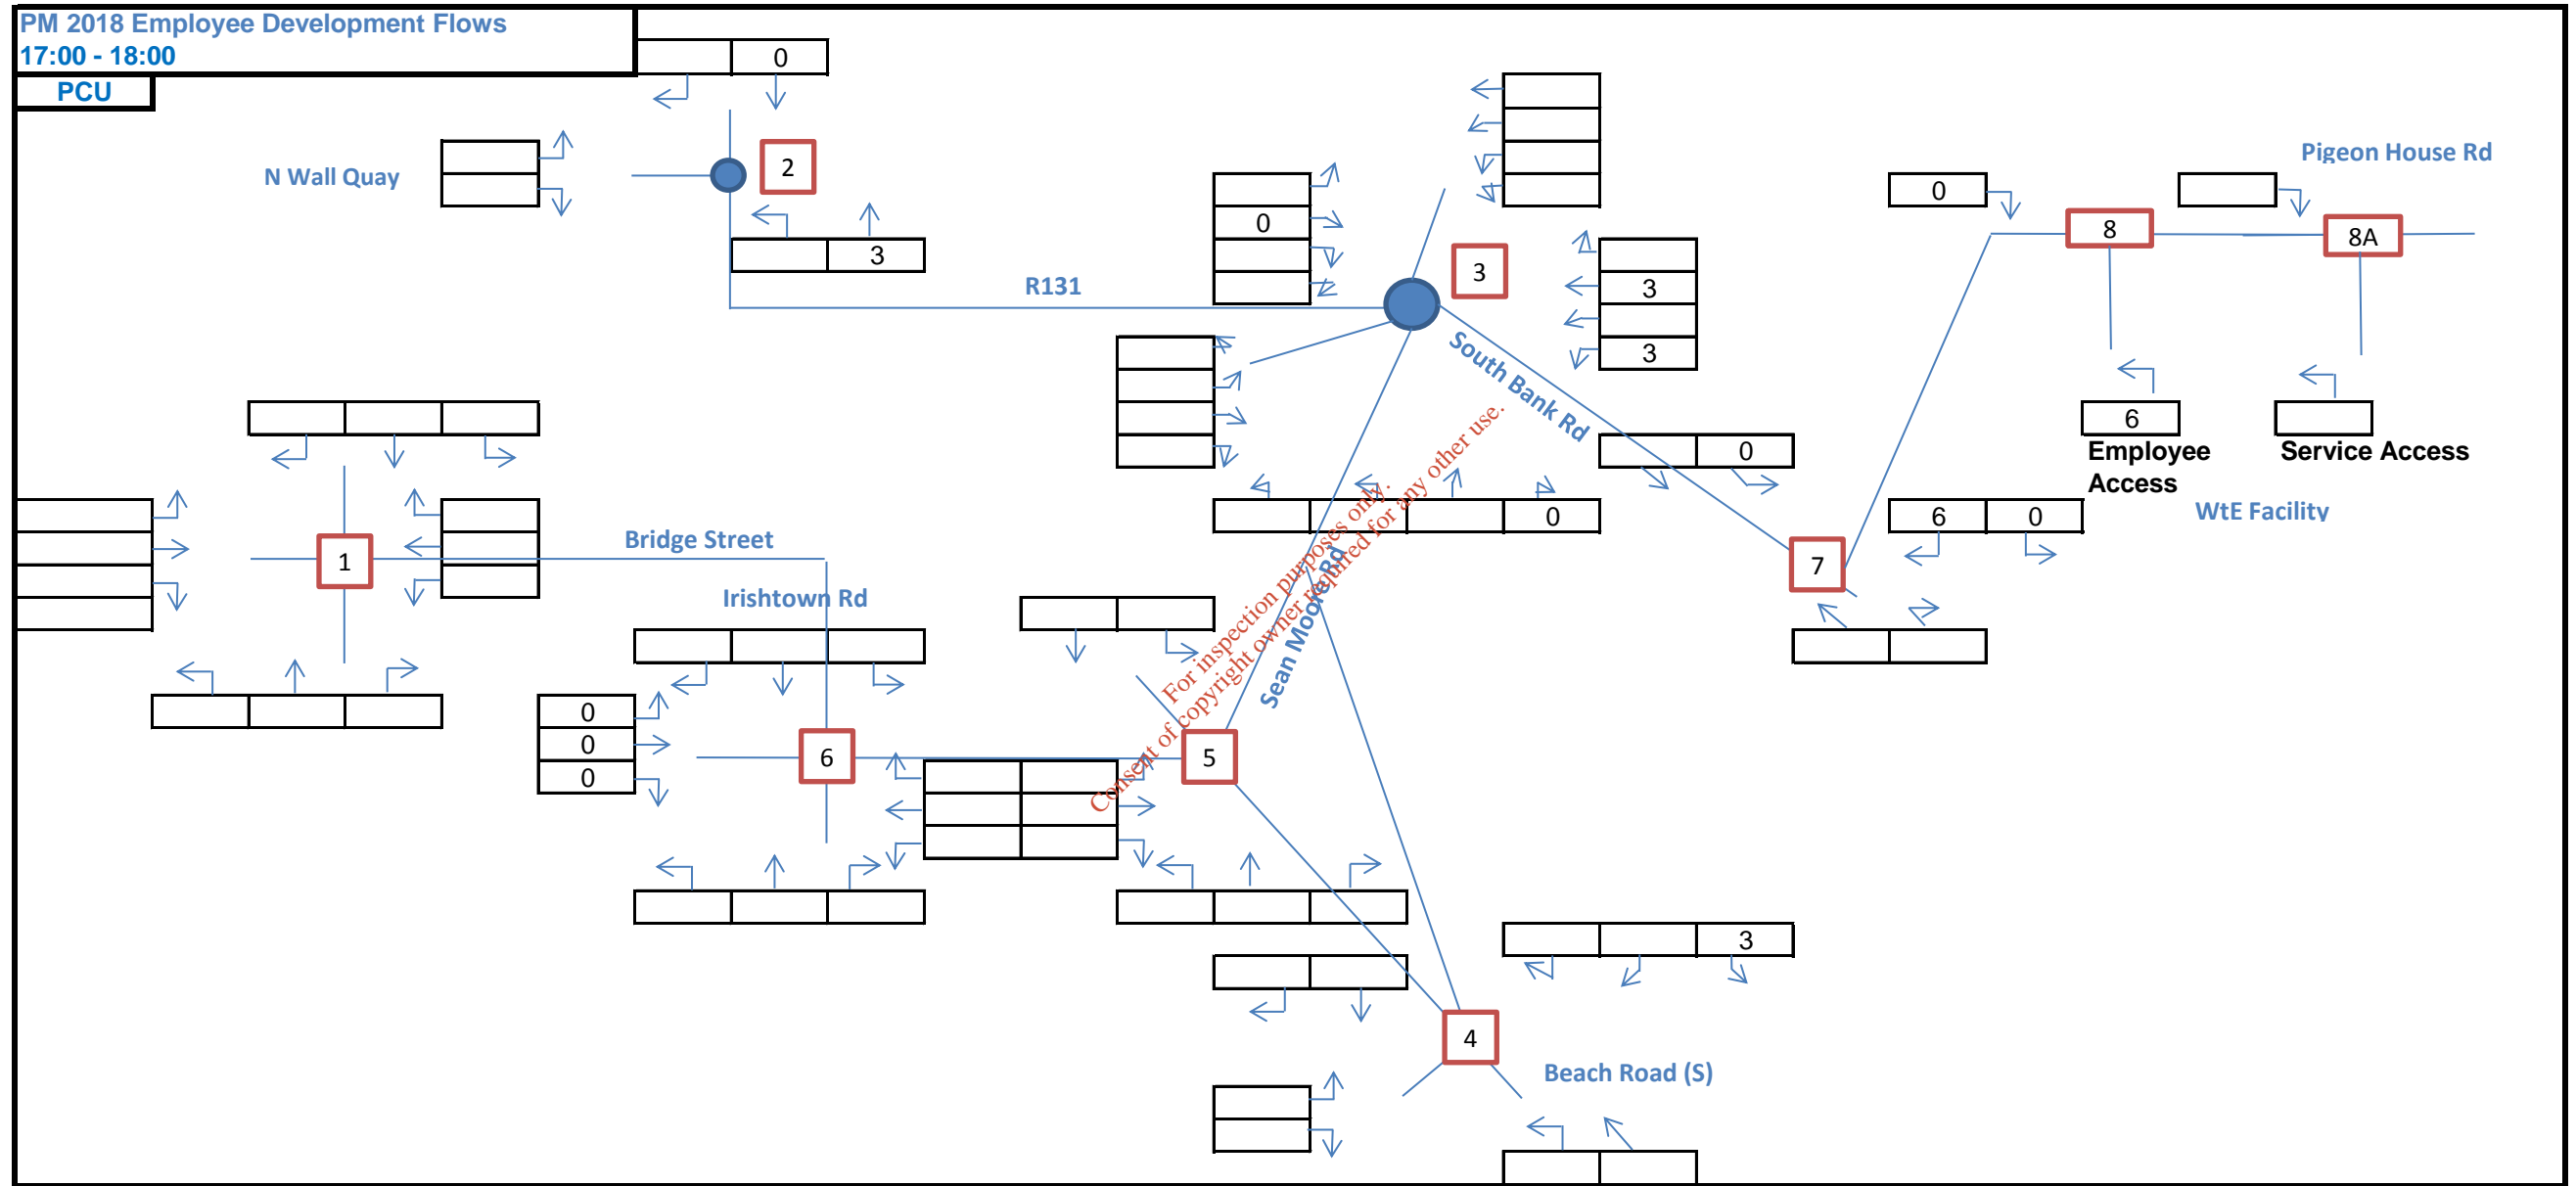 PM 2018 Employee Development Flows
17:00 - 18:00
PCU
0
N Wall Quay
2
3
R131
0
3
3
3
South Bank Rd
Pigeon House Rd
0
8
8A
6
Employee
Access
Service Access
WtE Facility
0
6 0
7
0
1
Bridge Street
Irishtown Rd
Sean Moore Rd
For inspection purposes only.
Consent of copyright owner required for any other use.
0
0
0
6
5
3
4
Beach Road (S)